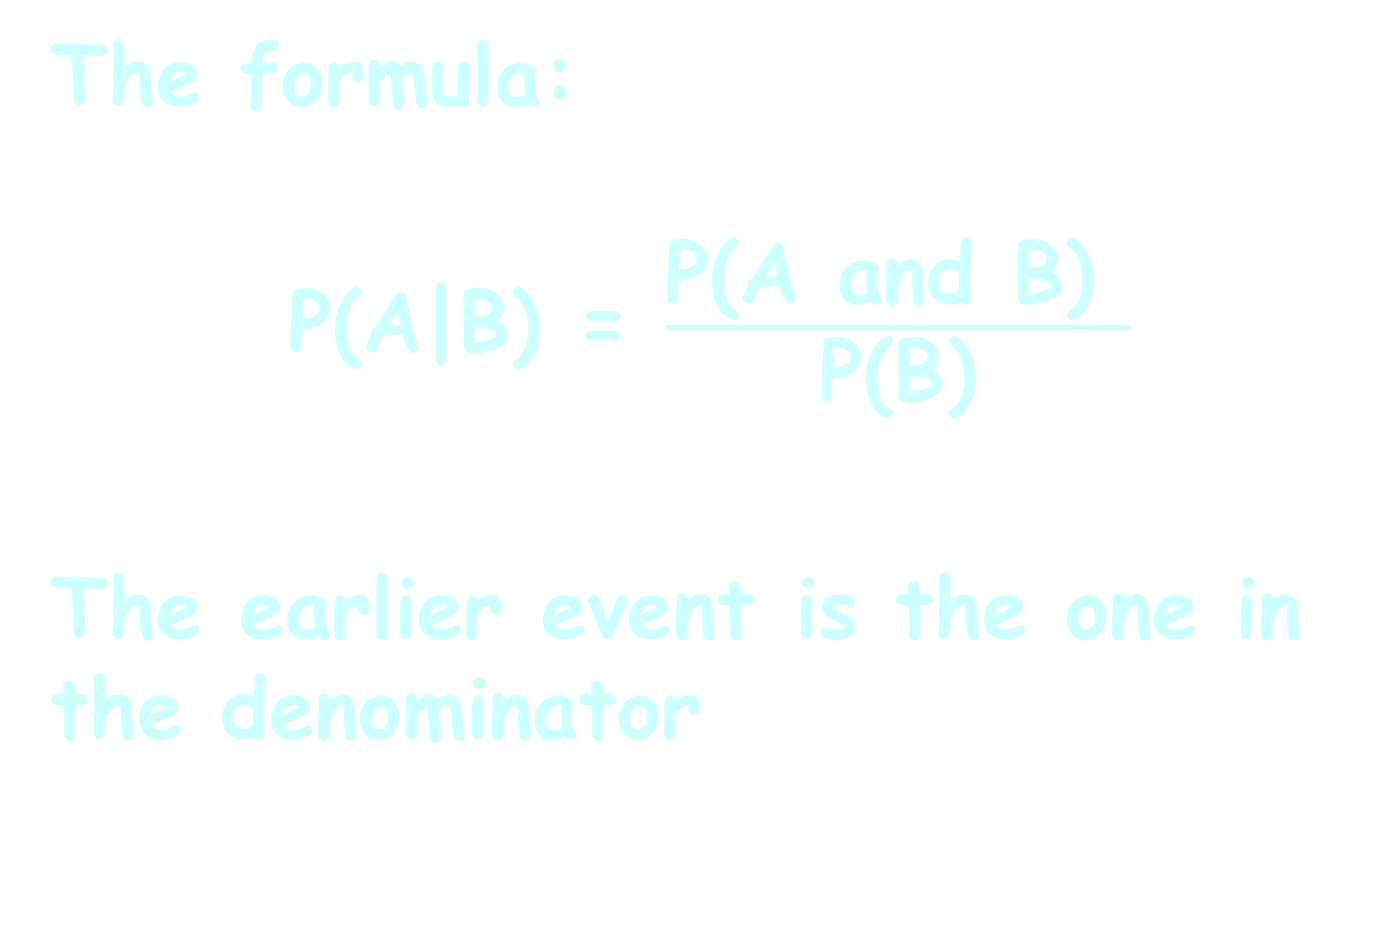 The formula:
P(A|B) = P(A and B)
P(B)
The earlier event is the one in
the denominator